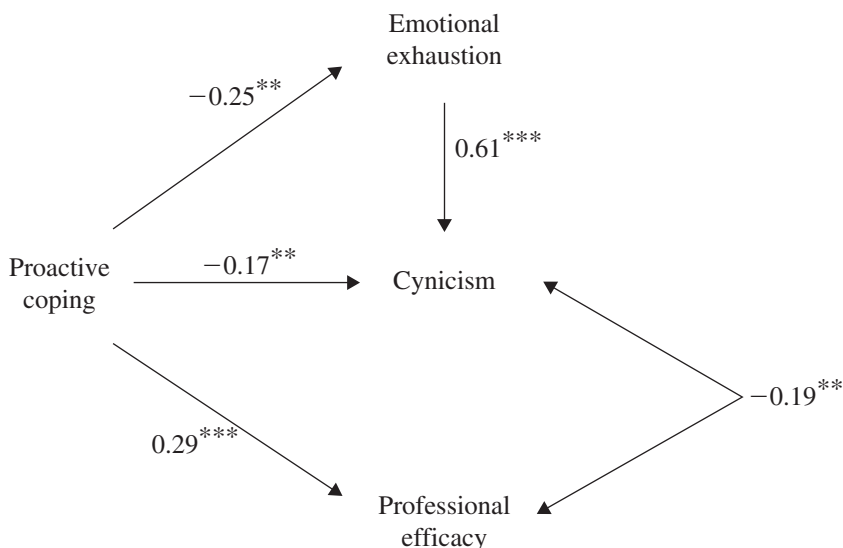 Emotional
exhaustion
−0.25**
0.61***
Proactive
coping
−0.17**
Cynicism
−0.19**
0.29***
Professional
efficacy